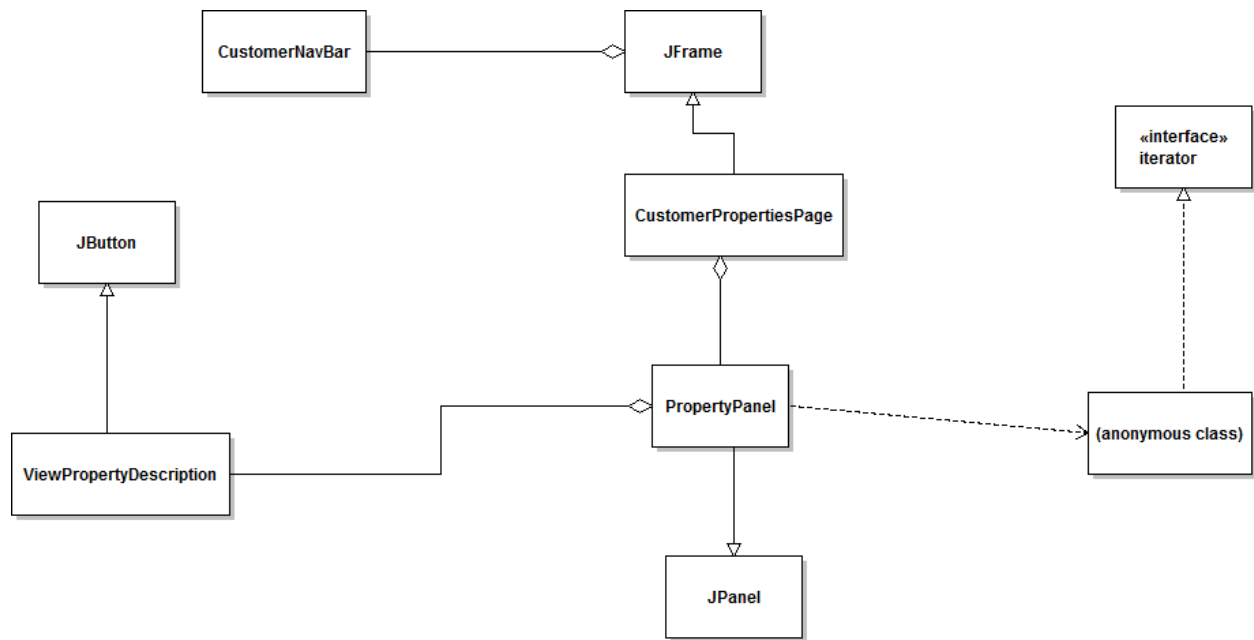 CustomerNavBar
JFrame
«interface»
iterator
CustomerPropertiesPage
JButton
PropertyPanel
(anonymous class)
ViewPropertyDescription
JPanel